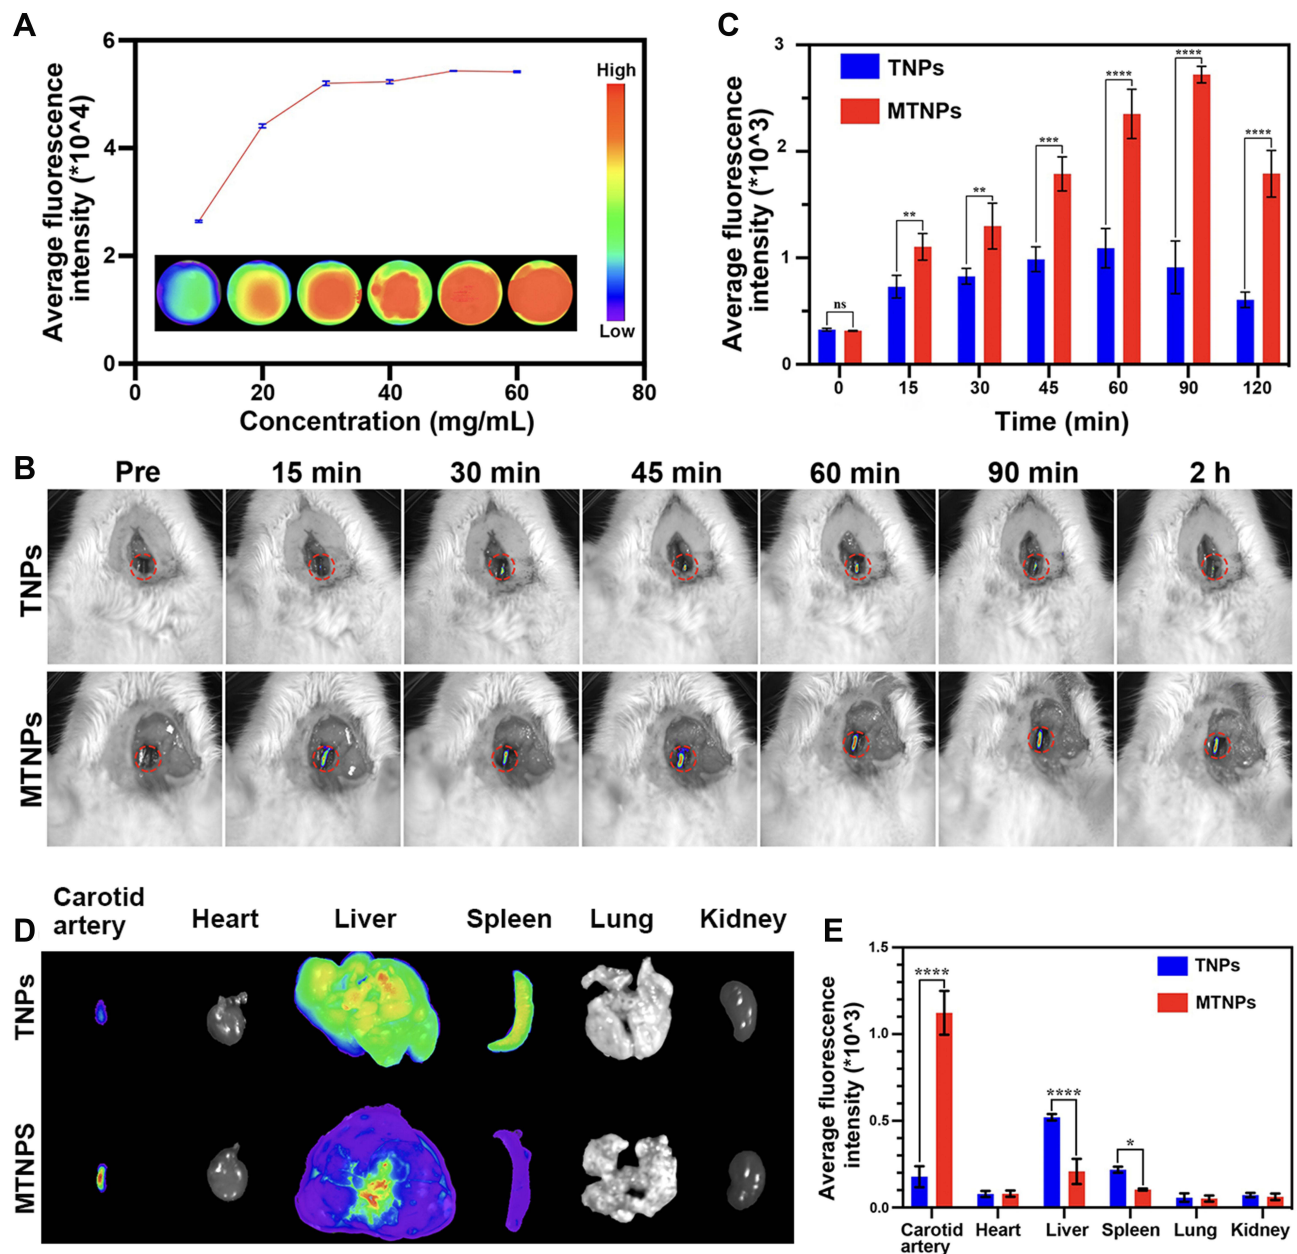 A
Average fluorescence
intensity (*10^4)
6
4
2
0
0 20 40 60 80
Concentration (mg/mL)
High
Low
C
Average fluorescence
intensity (*10^3)
3
2
1
0
TNPs
MTNPs
ns
**
**
***
****
****
****
0 15 30 45 60 90 120
Time (min)
B
Pre 15 min 30 min 45 min 60 min 90 min 2 h
TNPs
MTNPs
D
Carotid
artery
Heart Liver Spleen Lung Kidney
TNPs
MTNPS
E
Average fluorescence
intensity (*10^3)
1.5
1.0
0.5
0.0
TNPs
MTNPs
****
****
*
Carotid
artery
Heart Liver Spleen Lung Kidney